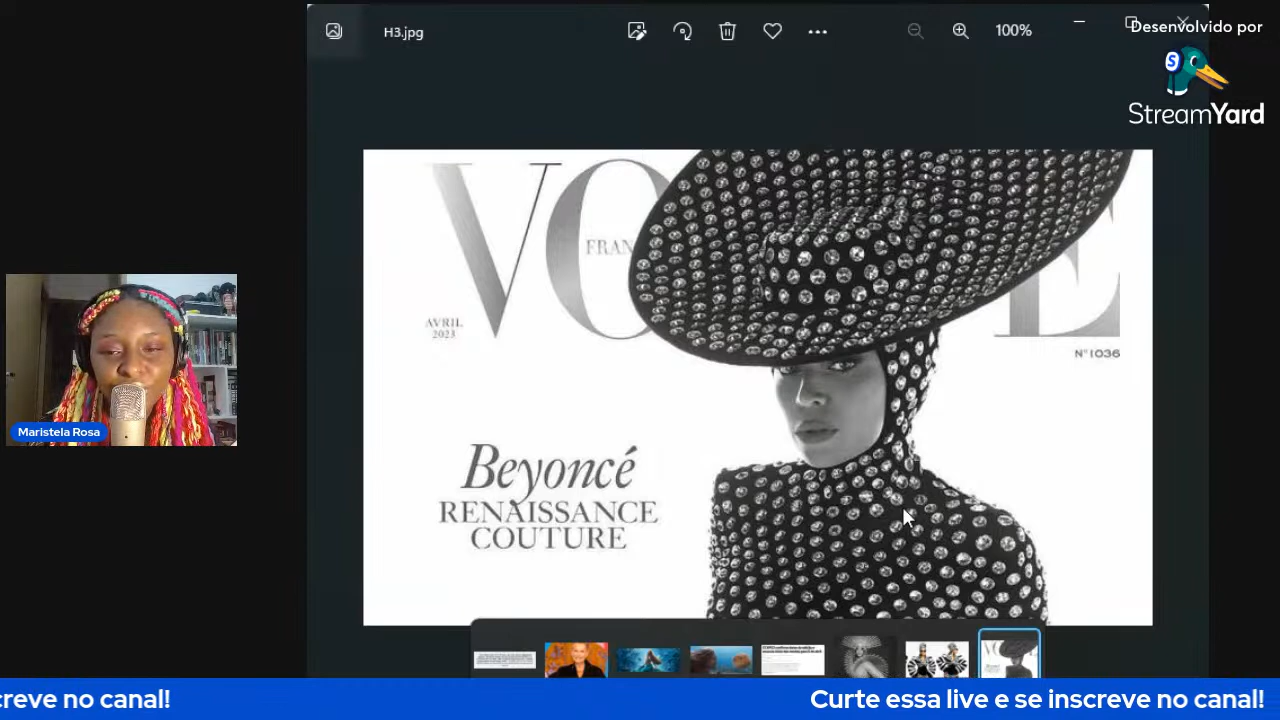 H3.jpg
100%
Desenvolvido por
StreamYard
VO E
FRAN
AVRIL
2023
N°1036
Beyoncé
RENAISSANCE
COUTURE
Maristela Rosa
creve no canal!
Curte essa live e se inscreve no canal!